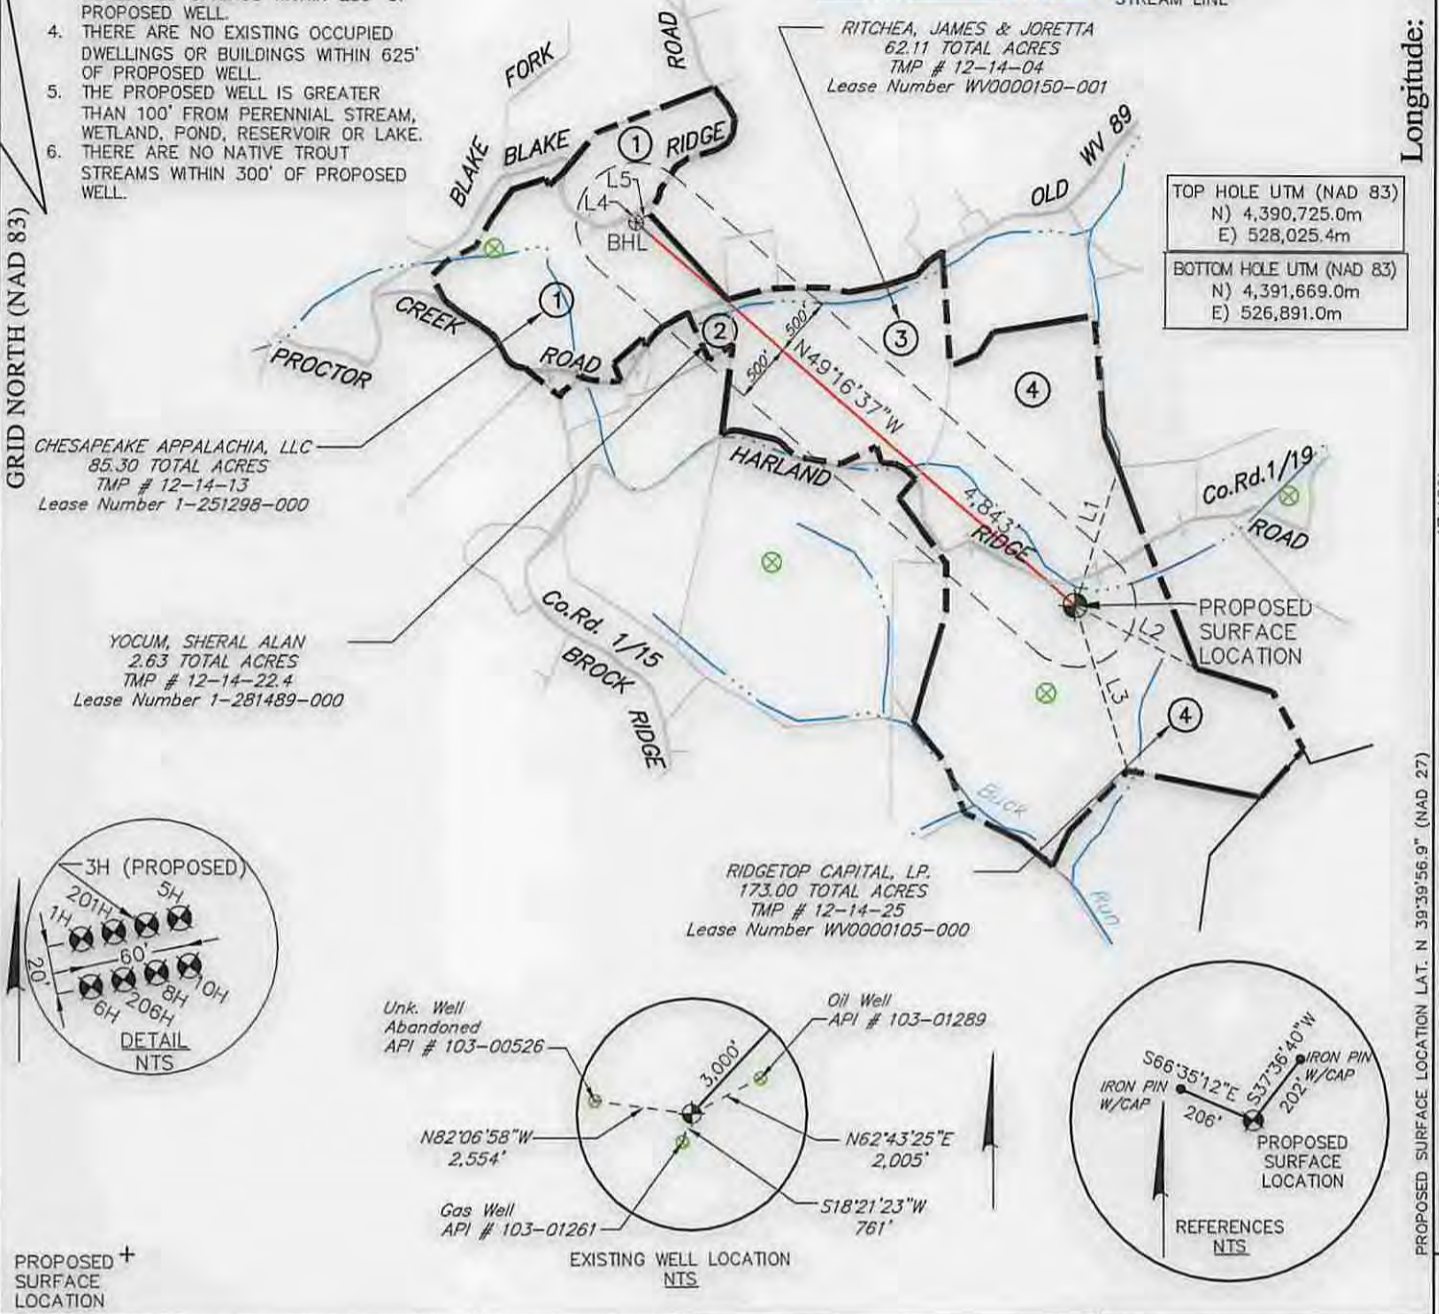 PROPOSED WELL.
4. THERE ARE NO EXISTING OCCUPIED
DWELLINGS OR BUILDINGS WITHIN 625'
OF PROPOSED WELL.
5. THE PROPOSED WELL IS GREATER
THAN 100' FROM PERENNIAL STREAM,
WETLAND, POND, RESERVOIR OR LAKE.
6. THERE ARE NO NATIVE TROUT
STREAMS WITHIN 300' OF PROPOSED
WELL.
GRID NORTH (NAD 83)
STREAM LINE
RITCHEA, JAMES & JORETTA
62.11 TOTAL ACRES
TMP # 12-14-04
Lease Number WV0000150-001
Longitude:
TOP HOLE UTM (NAD 83)
N) 4,390,725.0m
E) 528,025.4m
BOTTOM HOLE UTM (NAD 83)
N) 4,391,669.0m
E) 526,891.0m
BLAKE
FORK
BLAKE
RIDGE
ROAD
OLD
WV 89
1
L5
L4
BHL
1
2
3
4
500'
500'
N49°16'37"W
4,843'
PROCTOR
CREEK
ROAD
HARLAND
RIDGE
Co.Rd.1/19
ROAD
L1
L2
L3
PROPOSED
SURFACE
LOCATION
4
CHESAPEAKE APPALACHIA, LLC
85.30 TOTAL ACRES
TMP # 12-14-13
Lease Number 1-251298-000
YOCUM, SHERAL ALAN
2.63 TOTAL ACRES
TMP # 12-14-22.4
Lease Number 1-281489-000
Co.Rd. 1/15
BROCK
RIDGE
Buck
Run
RIDGETOP CAPITAL, LP.
173.00 TOTAL ACRES
TMP # 12-14-25
Lease Number WV0000105-000
3H (PROPOSED)
5H
201H
1H
60'
20'
6H
206H
8H
10H
DETAIL
NTS
Unk. Well
Abandoned
API # 103-00526
Oil Well
API # 103-01289
3,000'
N82°06'58"W
2,554'
N62°43'25"E
2,005'
Gas Well
API # 103-01261
S18°21'23"W
761'
EXISTING WELL LOCATION
NTS
S66°35'12"E
206'
IRON PIN
W/CAP
S37°36'40"W
202'
IRON PIN
W/CAP
PROPOSED
SURFACE
LOCATION
REFERENCES
NTS
PROPOSED SURFACE LOCATION LAT. N 39°39'56.9" (NAD 27)
PROPOSED +
SURFACE
LOCATION